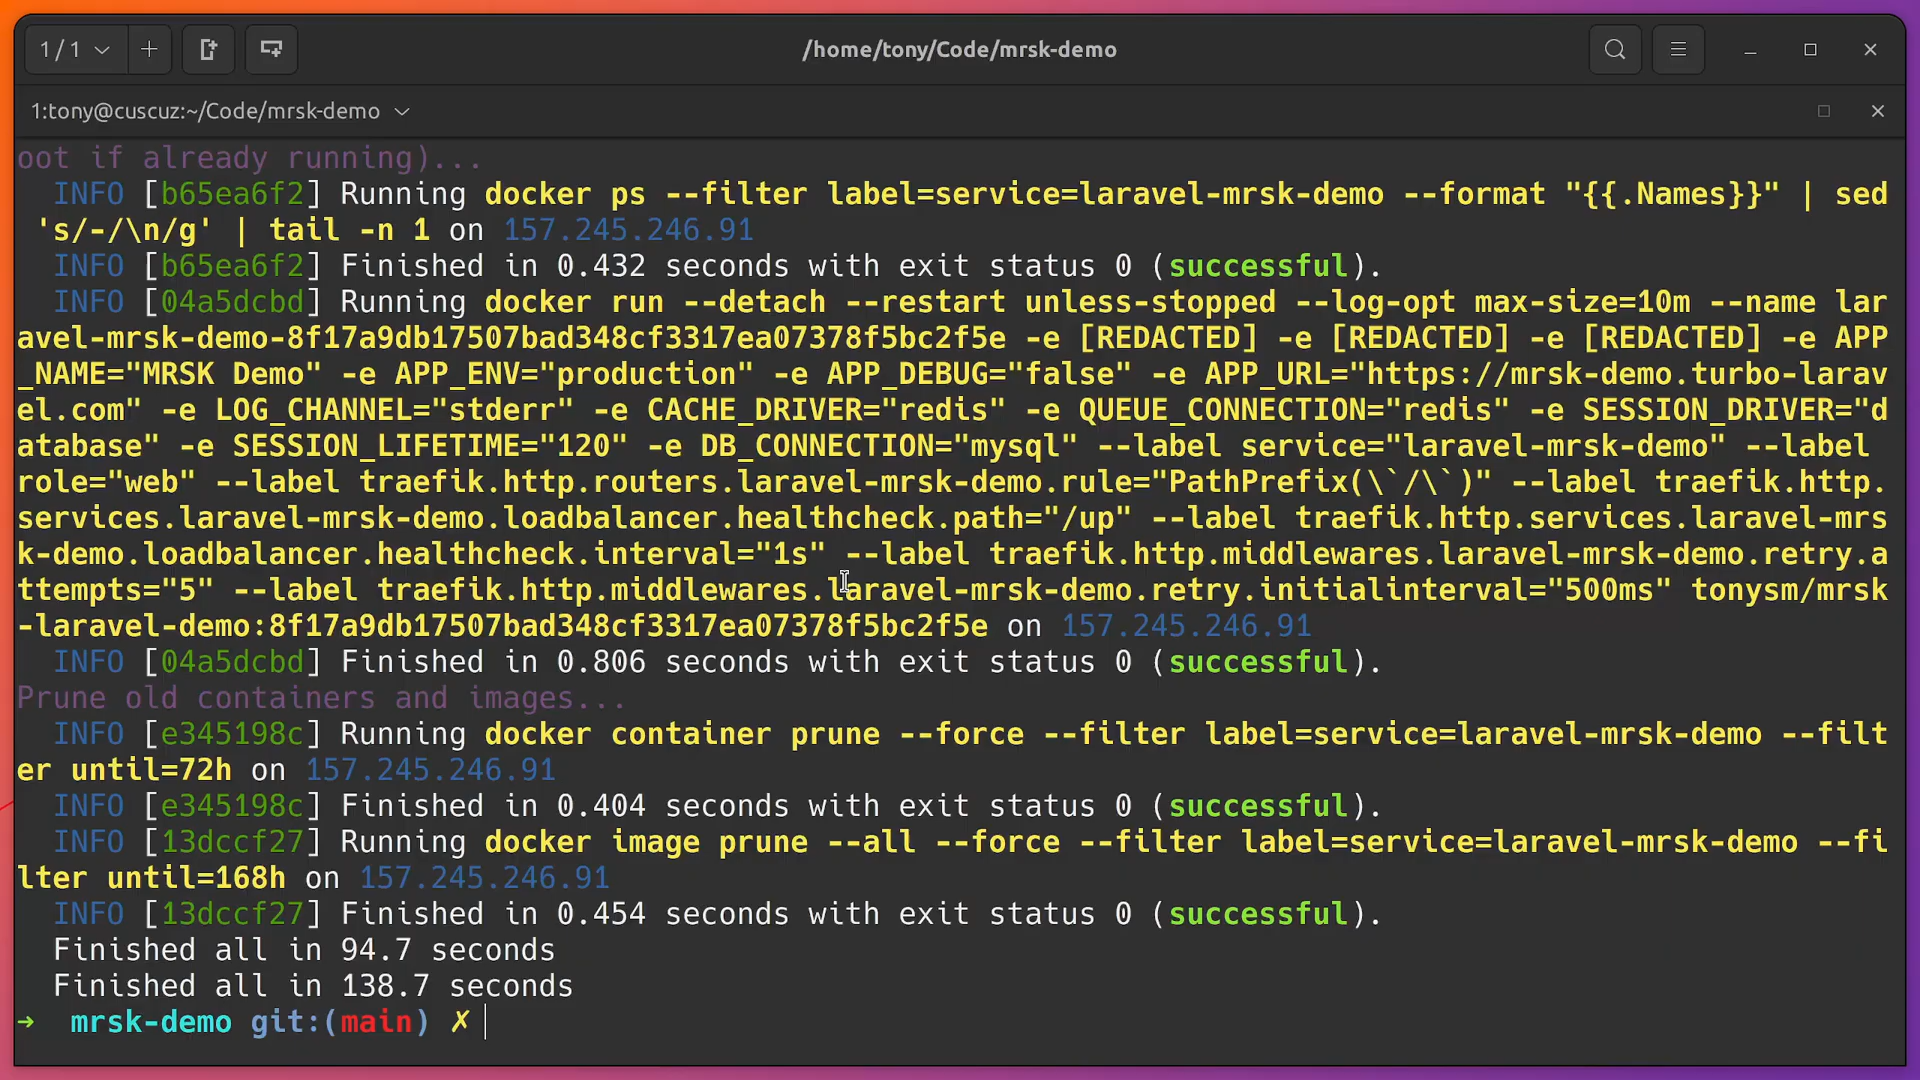 1 / 1
/home/tony/Code/mrsk-demo
1:tony@cuscuz:~/Code/mrsk-demo
oot if already running)...
INFO [b65ea6f2] Running docker ps --filter label=service=laravel-mrsk-demo --format "{{.Names}}" | sed
's/-/\n/g' | tail -n 1 on 157.245.246.91
INFO [b65ea6f2] Finished in 0.432 seconds with exit status 0 (successful).
INFO [04a5dcbd] Running docker run --detach --restart unless-stopped --log-opt max-size=10m --name lar
avel-mrsk-demo-8f17a9db17507bad348cf3317ea07378f5bc2f5e -e [REDACTED] -e [REDACTED] -e [REDACTED] -e APP
_NAME="MRSK Demo" -e APP_ENV="production" -e APP_DEBUG="false" -e APP_URL="https://mrsk-demo.turbo-larav
el.com" -e LOG_CHANNEL="stderr" -e CACHE_DRIVER="redis" -e QUEUE_CONNECTION="redis" -e SESSION_DRIVER="d
atabase" -e SESSION_LIFETIME="120" -e DB_CONNECTION="mysql" --label service="laravel-mrsk-demo" --label
role="web" --label traefik.http.routers.laravel-mrsk-demo.rule="PathPrefix(\`/\`)" --label traefik.http.
services.laravel-mrsk-demo.loadbalancer.healthcheck.path="/up" --label traefik.http.services.laravel-mrs
k-demo.loadbalancer.healthcheck.interval="1s" --label traefik.http.middlewares.laravel-mrsk-demo.retry.a
ttempts="5" --label traefik.http.middlewares.laravel-mrsk-demo.retry.initialinterval="500ms" tonysm/mrsk
-laravel-demo:8f17a9db17507bad348cf3317ea07378f5bc2f5e on 157.245.246.91
INFO [04a5dcbd] Finished in 0.806 seconds with exit status 0 (successful).
Prune old containers and images...
INFO [e345198c] Running docker container prune --force --filter label=service=laravel-mrsk-demo --filt
er until=72h on 157.245.246.91
INFO [e345198c] Finished in 0.404 seconds with exit status 0 (successful).
INFO [13dccf27] Running docker image prune --all --force --filter label=service=laravel-mrsk-demo --fi
lter until=168h on 157.245.246.91
INFO [13dccf27] Finished in 0.454 seconds with exit status 0 (successful).
Finished all in 94.7 seconds
Finished all in 138.7 seconds
➜ mrsk-demo git:(main) ✗